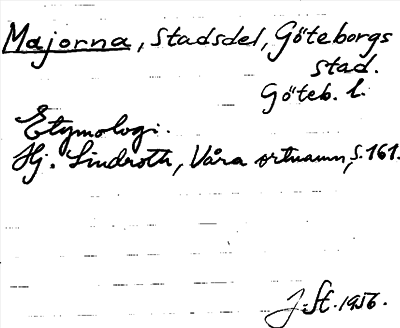 Majorna, Stadsdel, Göteborgs
stad.
Göteb. l.
Etymologi.
Hj. Lindroth, Våra ortnamn, s. 161.
J. St. 1956.